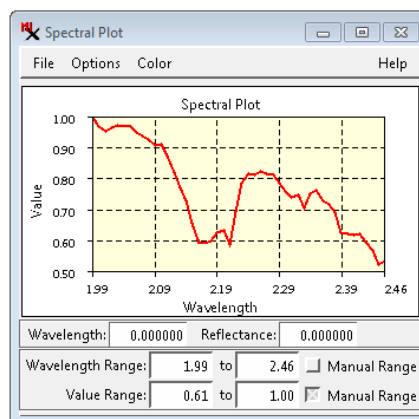 Spectral Plot
File Options Color Help
Spectral Plot
1.00
0.90
0.80
0.70
0.60
0.50
Value
1.99 2.09 2.19 2.29 2.39 2.46
Wavelength
Wavelength: 0.000000 Reflectance: 0.000000
Wavelength Range: 1.99 to 2.46 Manual Range
Value Range: 0.61 to 1.00 Manual Range